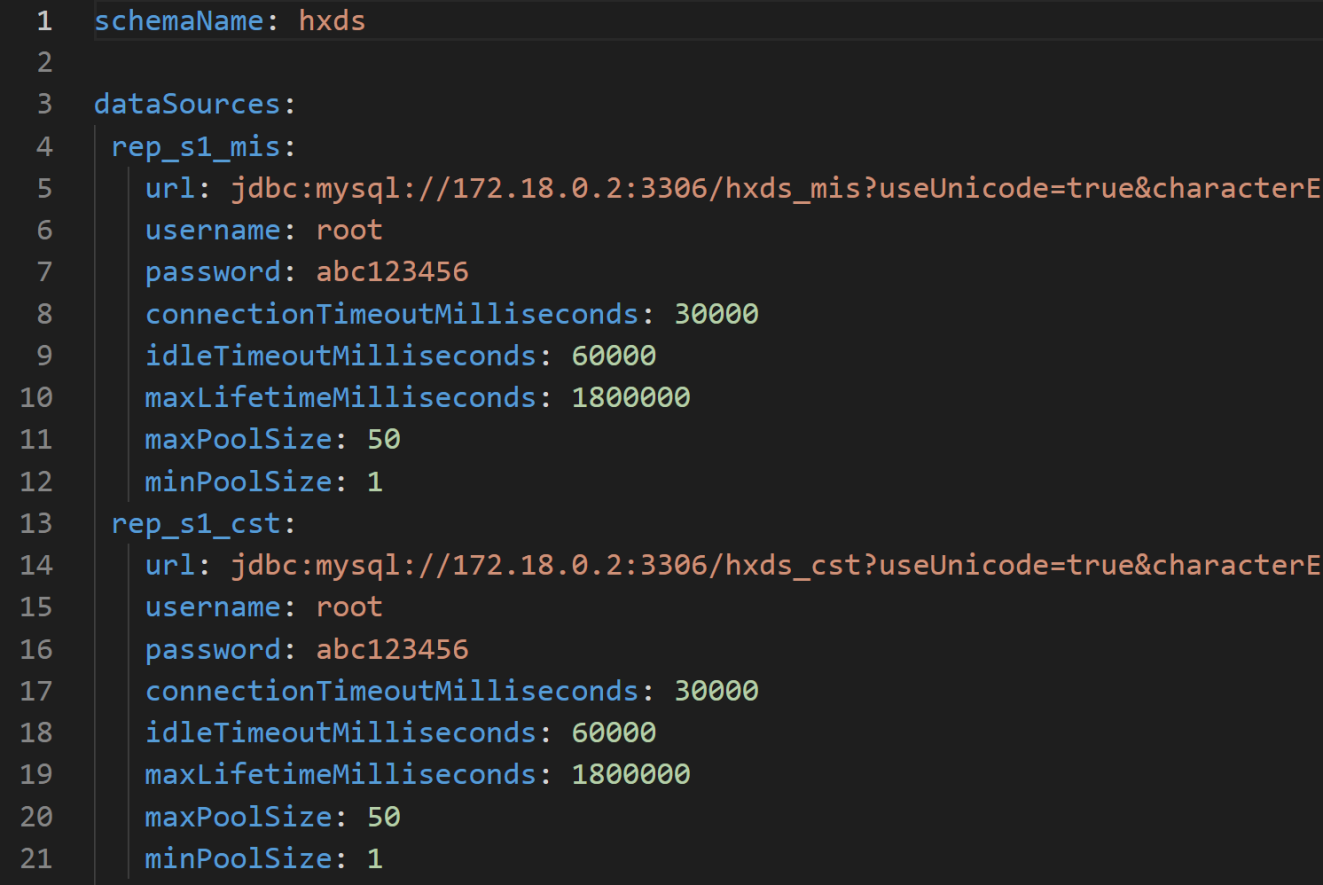 1 schemaName: hxds
2
3 dataSources:
4 rep_s1_mis:
5 url: jdbc:mysql://172.18.0.2:3306/hxds_mis?useUnicode=true&characterE
6 username: root
7 password: abc123456
8 connectionTimeoutMilliseconds: 30000
9 idleTimeoutMilliseconds: 60000
10 maxLifetimeMilliseconds: 1800000
11 maxPoolSize: 50
12 minPoolSize: 1
13 rep_s1_cst:
14 url: jdbc:mysql://172.18.0.2:3306/hxds_cst?useUnicode=true&characterE
15 username: root
16 password: abc123456
17 connectionTimeoutMilliseconds: 30000
18 idleTimeoutMilliseconds: 60000
19 maxLifetimeMilliseconds: 1800000
20 maxPoolSize: 50
21 minPoolSize: 1